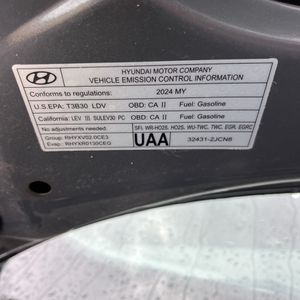 HYUNDAI MOTOR COMPANY
VEHICLE EMISSION CONTROL INFORMATION
Conforms to regulations: 2024 MY
U.S.EPA: T3B30 LDV OBD: CA II Fuel: Gasoline
California: LEV III SULEV30 PC OBD: CA II Fuel: Gasoline
No adjustments needed. SFI, WR-HO2S, HO2S, WU-TWC, TWC, EGR, EGRC
Group: RHYXV02.0CE3
Evap: RHYXR0130CEG UAA 32431-2JCN6